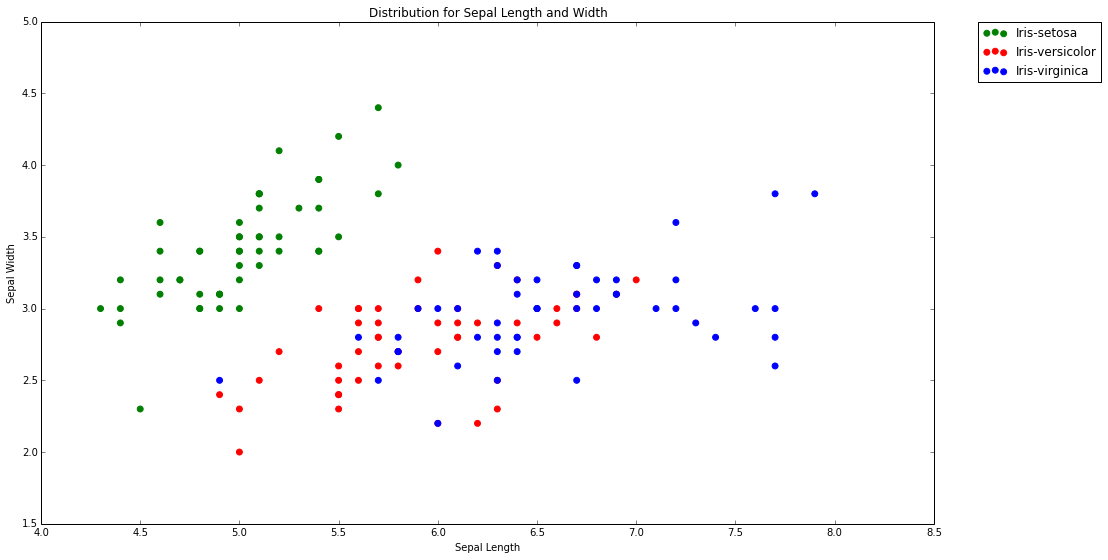 Distribution for Sepal Length and Width
Iris-setosa
Iris-versicolor
Iris-virginica
Sepal Width
5.0
4.5
4.0
3.5
3.0
2.5
2.0
1.5
4.0 4.5 5.0 5.5 6.0 6.5 7.0 7.5 8.0 8.5
Sepal Length